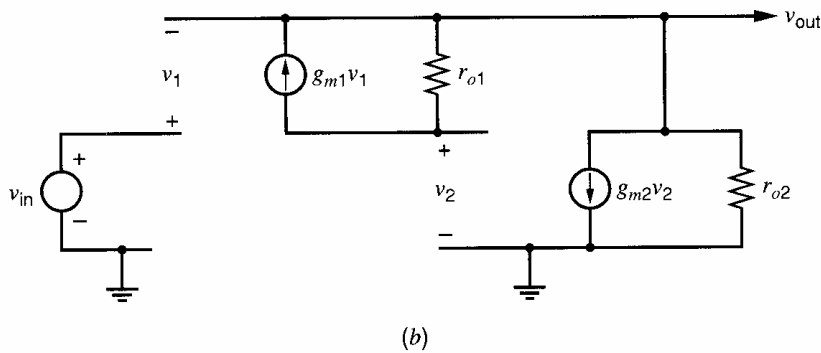 −
v_out
v_1
g_m1 v_1
r_o1
+
+
+
v_in
v_2
g_m2 v_2
r_o2
−
−
(b)